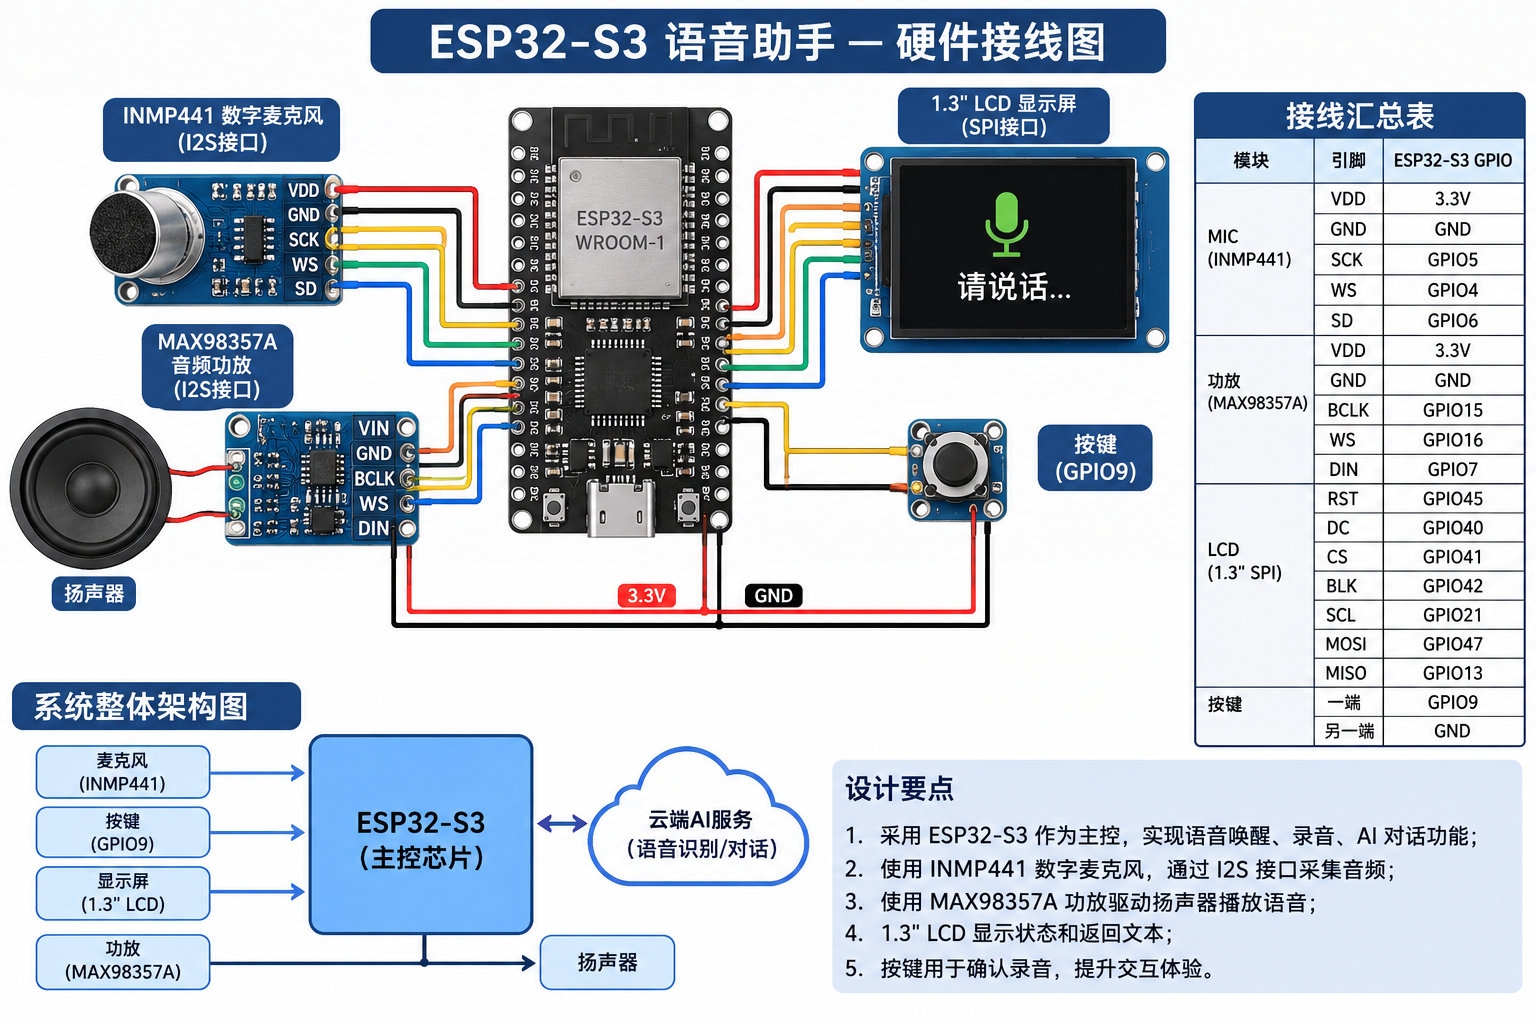 ESP32-S3 语音助手 — 硬件接线图
INMP441 数字麦克风
(I2S接口)
VDD
GND
SCK
WS
SD
MAX98357A
音频功放
(I2S接口)
VIN
GND
BCLK
WS
DIN
扬声器
ESP32-S3
WROOM-1
1.3" LCD 显示屏
(SPI接口)
请说话...
按键
(GPIO9)
3.3V
GND
接线汇总表
模块 引脚 ESP32-S3 GPIO
MIC
(INMP441)
VDD 3.3V
GND GND
SCK GPIO5
WS GPIO4
SD GPIO6
功放
(MAX98357A)
VDD 3.3V
GND GND
BCLK GPIO15
WS GPIO16
DIN GPIO7
LCD
(1.3" SPI)
RST GPIO45
DC GPIO40
CS GPIO41
BLK GPIO42
SCL GPIO21
MOSI GPIO47
MISO GPIO13
按键
一端 GPIO9
另一端 GND
系统整体架构图
麦克风
(INMP441)
按键
(GPIO9)
显示屏
(1.3" LCD)
功放
(MAX98357A)
ESP32-S3
(主控芯片)
云端AI服务
(语音识别/对话)
扬声器
设计要点
1. 采用 ESP32-S3 作为主控，实现语音唤醒、录音、AI 对话功能；
2. 使用 INMP441 数字麦克风，通过 I2S 接口采集音频；
3. 使用 MAX98357A 功放驱动扬声器播放语音；
4. 1.3" LCD 显示状态和返回文本；
5. 按键用于确认录音，提升交互体验。